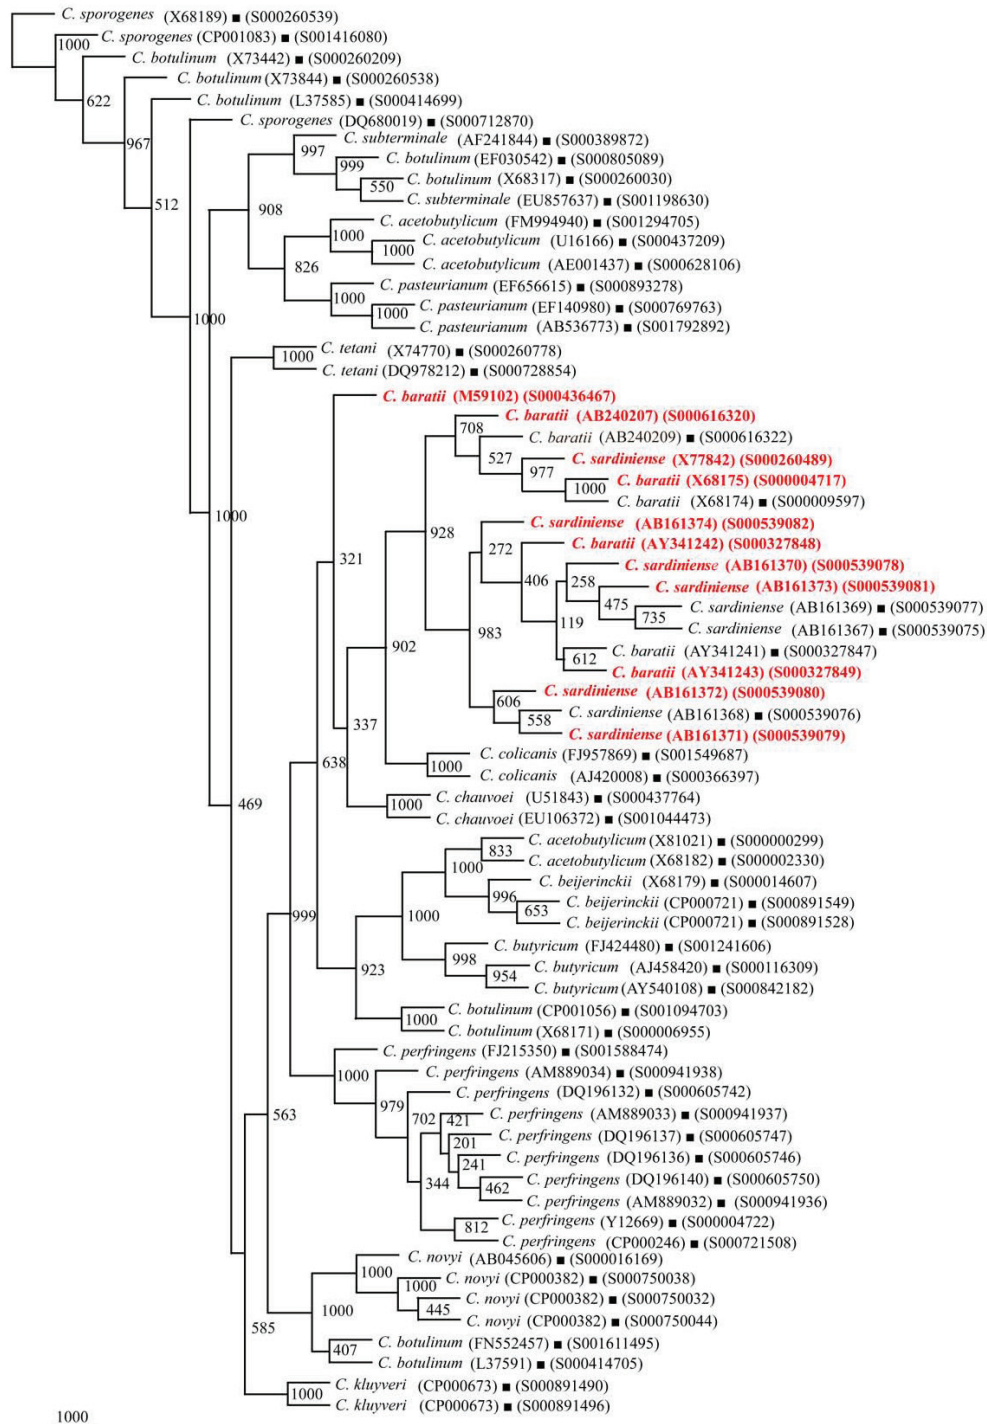 C. sporogenes (X68189) ■ (S000260539)
C. sporogenes (CP001083) ■ (S001416080)
1000
C. botulinum (X73442) ■ (S000260209)
C. botulinum (X73844) ■ (S000260538)
622
C. botulinum (L37585) ■ (S000414699)
C. sporogenes (DQ680019) ■ (S000712870)
967
C. subterminale (AF241844) ■ (S000389872)
997
C. botulinum (EF030542) ■ (S000805089)
999
C. botulinum (X68317) ■ (S000260030)
550
C. subterminale (EU857637) ■ (S001198630)
512
908
C. acetobutylicum (FM994940) ■ (S001294705)
1000
C. acetobutylicum (U16166) ■ (S000437209)
1000
C. acetobutylicum (AE001437) ■ (S000628106)
826
C. pasteurianum (EF656615) ■ (S000893278)
1000
C. pasteurianum (EF140980) ■ (S000769763)
1000
C. pasteurianum (AB536773) ■ (S001792892)
1000
C. tetani (X74770) ■ (S000260778)
1000
C. tetani (DQ978212) ■ (S000728854)
C. baratii (M59102) (S000436467)
C. baratii (AB240207) (S000616320)
708
C. baratii (AB240209) ■ (S000616322)
527
C. sardiniense (X77842) (S000260489)
977
C. baratii (X68175) (S000004717)
1000
C. baratii (X68174) ■ (S000009597)
1000
C. sardiniense (AB161374) (S000539082)
928
C. baratii (AY341242) (S000327848)
272
321
C. sardiniense (AB161370) (S000539078)
406
258
C. sardiniense (AB161373) (S000539081)
475
C. sardiniense (AB161369) ■ (S000539077)
735
C. sardiniense (AB161367) ■ (S000539075)
119
983
902
C. baratii (AY341241) ■ (S000327847)
612
C. baratii (AY341243) (S000327849)
C. sardiniense (AB161372) (S000539080)
606
C. sardiniense (AB161368) ■ (S000539076)
558
C. sardiniense (AB161371) (S000539079)
337
C. colicanis (FJ957869) ■ (S001549687)
638
1000
C. colicanis (AJ420008) ■ (S000366397)
C. chauvoei (U51843) ■ (S000437764)
1000
469
C. chauvoei (EU106372) ■ (S001044473)
C. acetobutylicum (X81021) ■ (S000000299)
833
C. acetobutylicum (X68182) ■ (S000002330)
1000
C. beijerinckii (X68179) ■ (S000014607)
996
C. beijerinckii (CP000721) ■ (S000891549)
653
999
1000
C. beijerinckii (CP000721) ■ (S000891528)
C. butyricum (FJ424480) ■ (S001241606)
998
C. butyricum (AJ458420) ■ (S000116309)
923
954
C. butyricum (AY540108) ■ (S000842182)
C. botulinum (CP001056) ■ (S001094703)
1000
C. botulinum (X68171) ■ (S000006955)
C. perfringens (FJ215350) ■ (S001588474)
1000
C. perfringens (AM889034) ■ (S000941938)
C. perfringens (DQ196132) ■ (S000605742)
979
563
C. perfringens (AM889033) ■ (S000941937)
702
421
C. perfringens (DQ196137) ■ (S000605747)
201
C. perfringens (DQ196136) ■ (S000605746)
241
C. perfringens (DQ196140) ■ (S000605750)
344
462
C. perfringens (AM889032) ■ (S000941936)
C. perfringens (Y12669) ■ (S000004722)
812
C. perfringens (CP000246) ■ (S000721508)
C. novyi (AB045606) ■ (S000016169)
1000
C. novyi (CP000382) ■ (S000750038)
1000
C. novyi (CP000382) ■ (S000750032)
1000
445
C. novyi (CP000382) ■ (S000750044)
585
C. botulinum (FN552457) ■ (S001611495)
407
C. botulinum (L37591) ■ (S000414705)
C. kluyveri (CP000673) ■ (S000891490)
1000
C. kluyveri (CP000673) ■ (S000891496)
1000